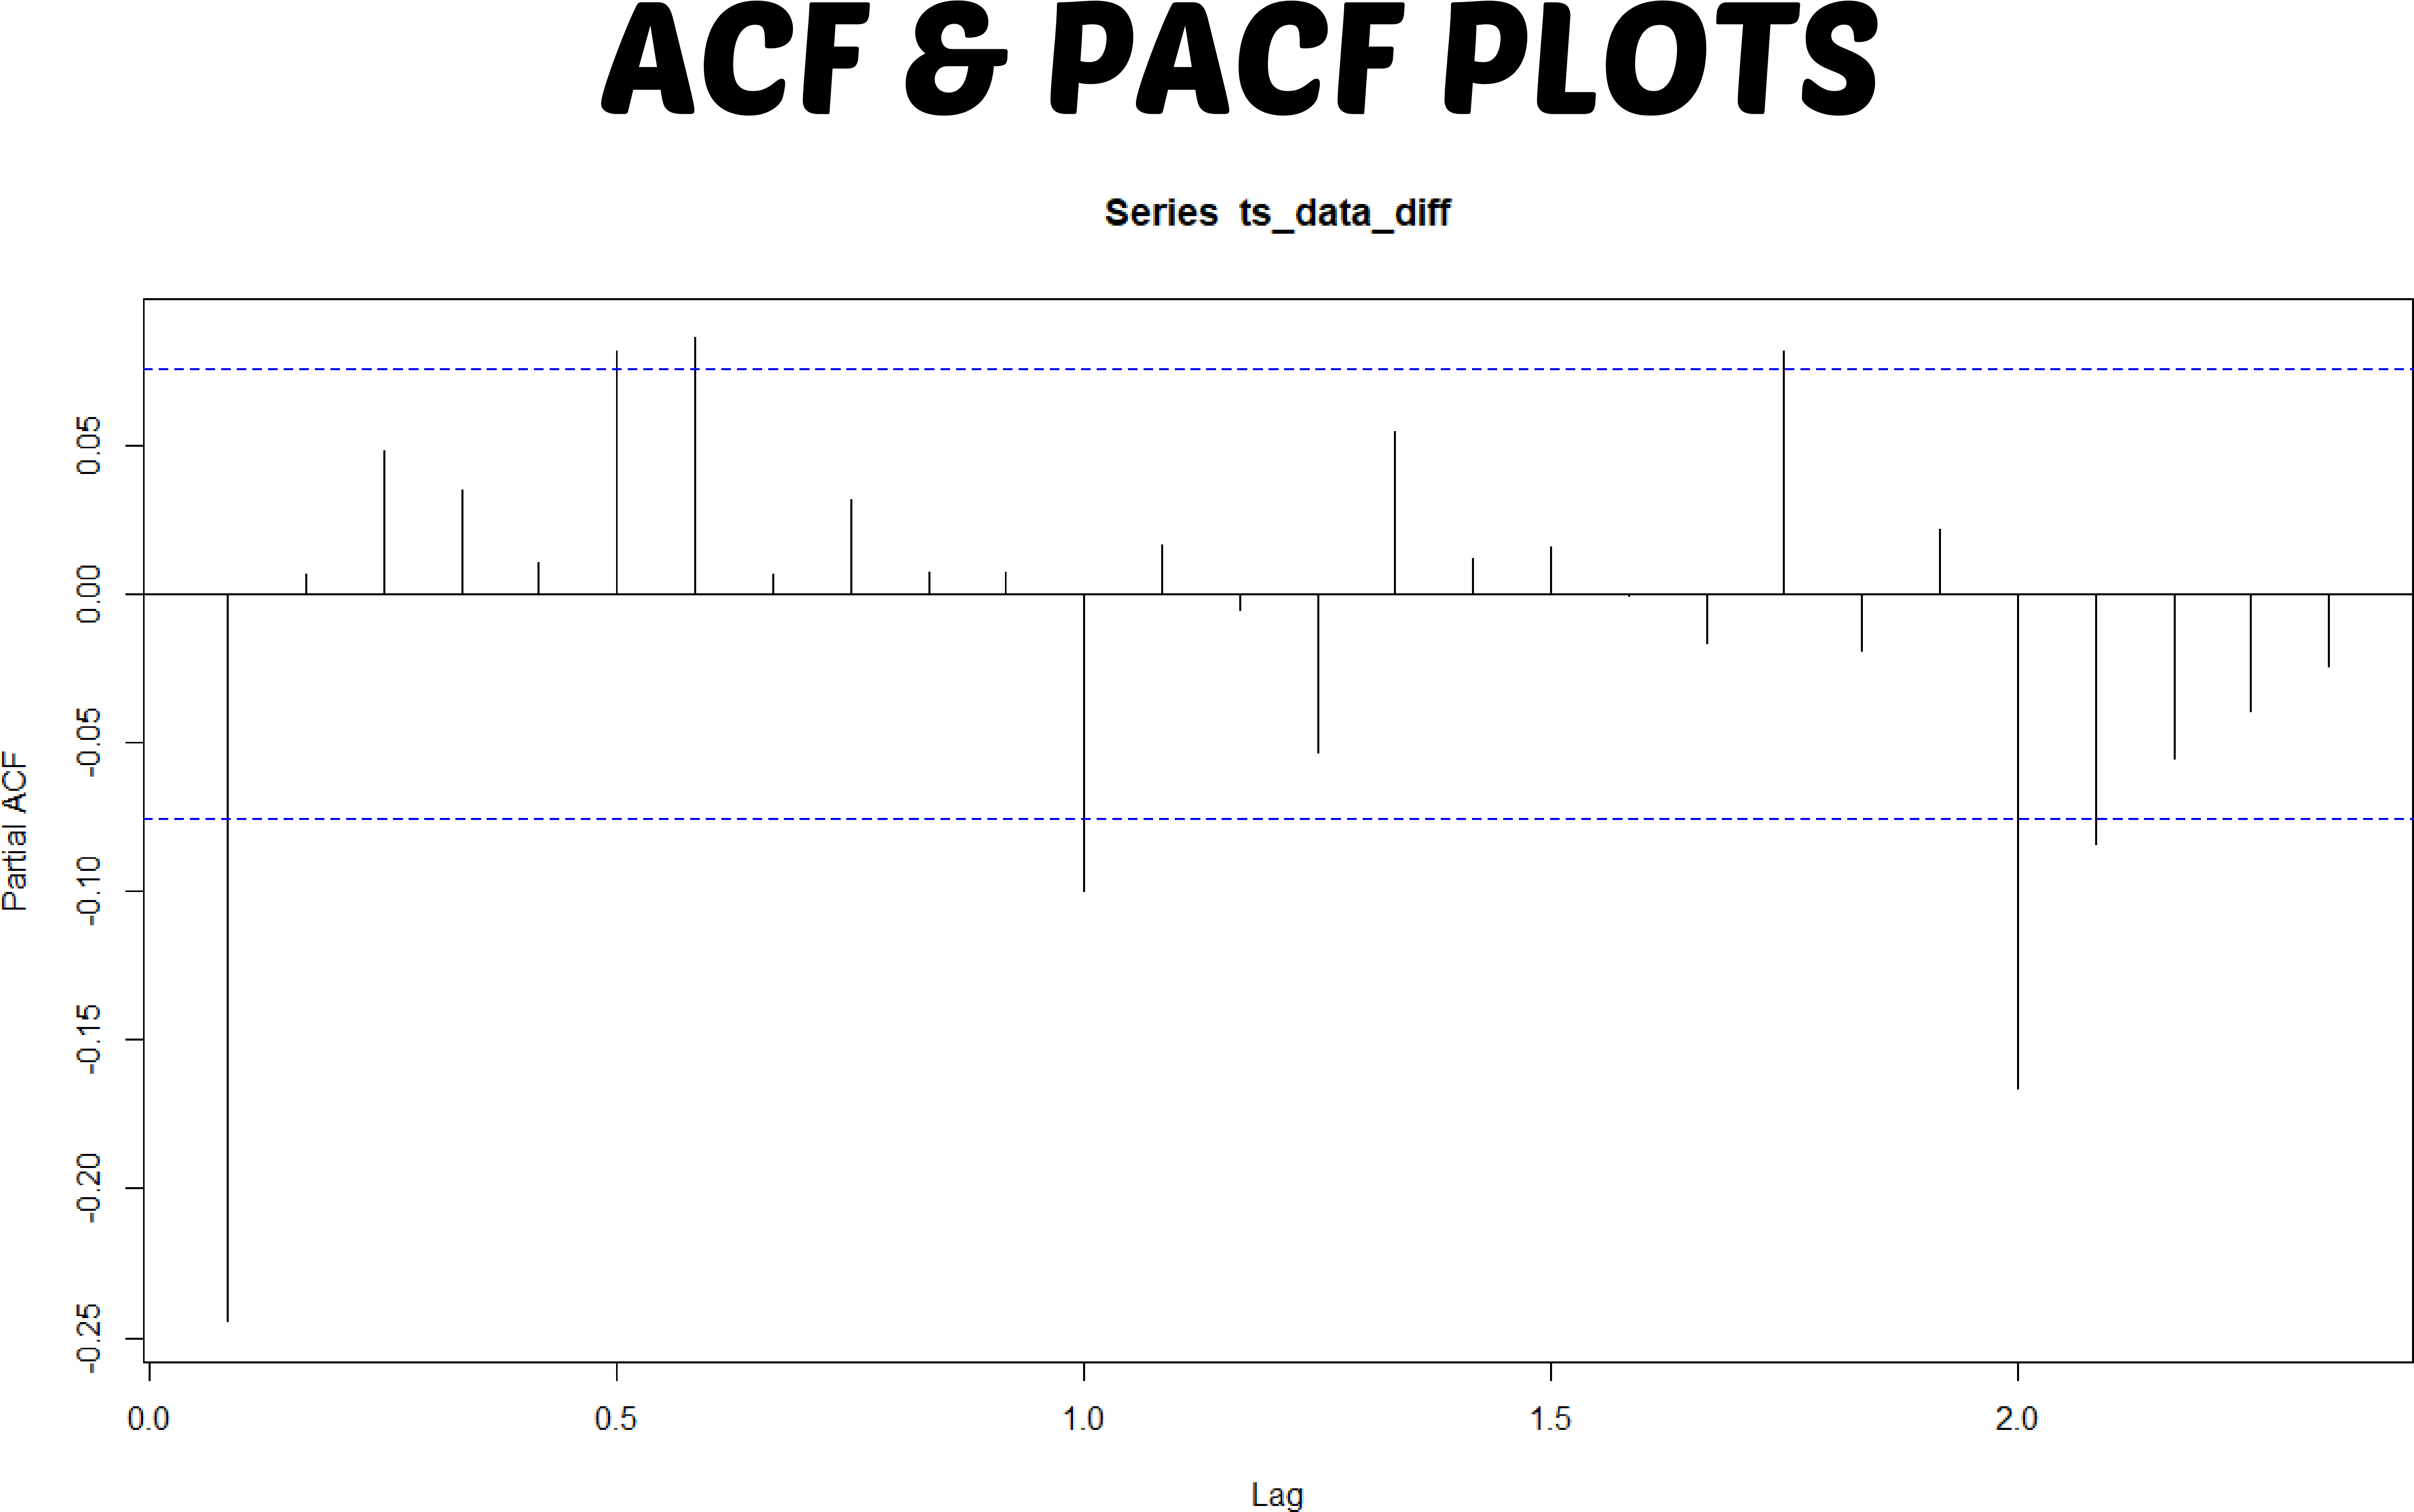 ACF & PACF PLOTS
Series ts_data_diff
Partial ACF
0.05
0.00
-0.05
-0.10
-0.15
-0.20
-0.25
0.0 0.5 1.0 1.5 2.0
Lag